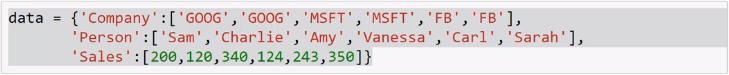 data = {'Company':['GOOG','GOOG','MSFT','MSFT','FB','FB'],
'Person':['Sam','Charlie','Amy','Vanessa','Carl','Sarah'],
'Sales':[200,120,340,124,243,350]}